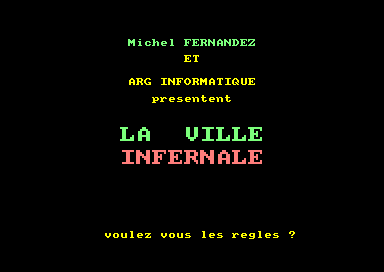 Michel FERNANDEZ
ET
ARG INFORMATIQUE
presentent
LA VILLE
INFERNALE
voulez vous les regles ?